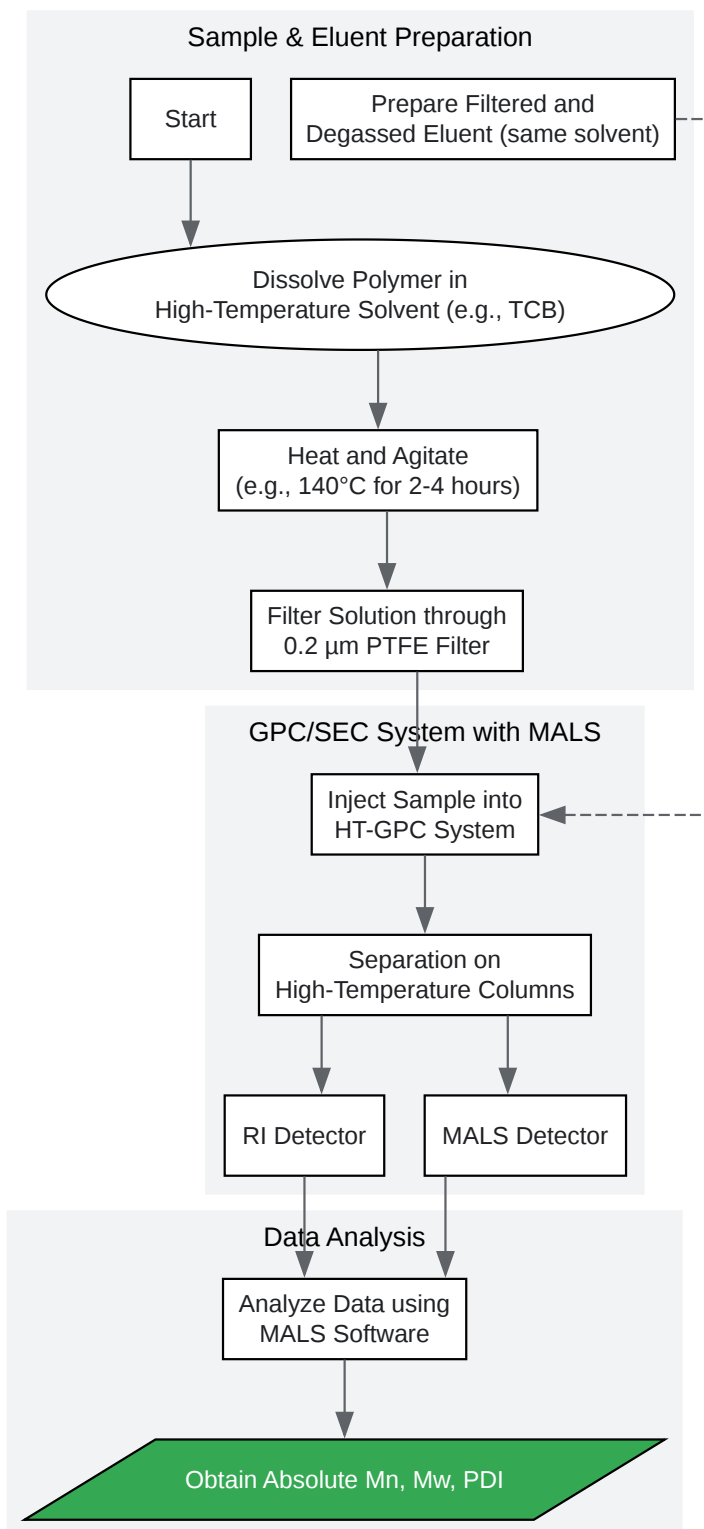 Sample & Eluent Preparation
Start
Prepare Filtered and
Degassed Eluent (same solvent)
Dissolve Polymer in
High-Temperature Solvent (e.g., TCB)
Heat and Agitate
(e.g., 140°C for 2-4 hours)
Filter Solution through
0.2 µm PTFE Filter
GPC/SEC System with MALS
Inject Sample into
HT-GPC System
Separation on
High-Temperature Columns
RI Detector
MALS Detector
Data Analysis
Analyze Data using
MALS Software
Obtain Absolute Mn, Mw, PDI